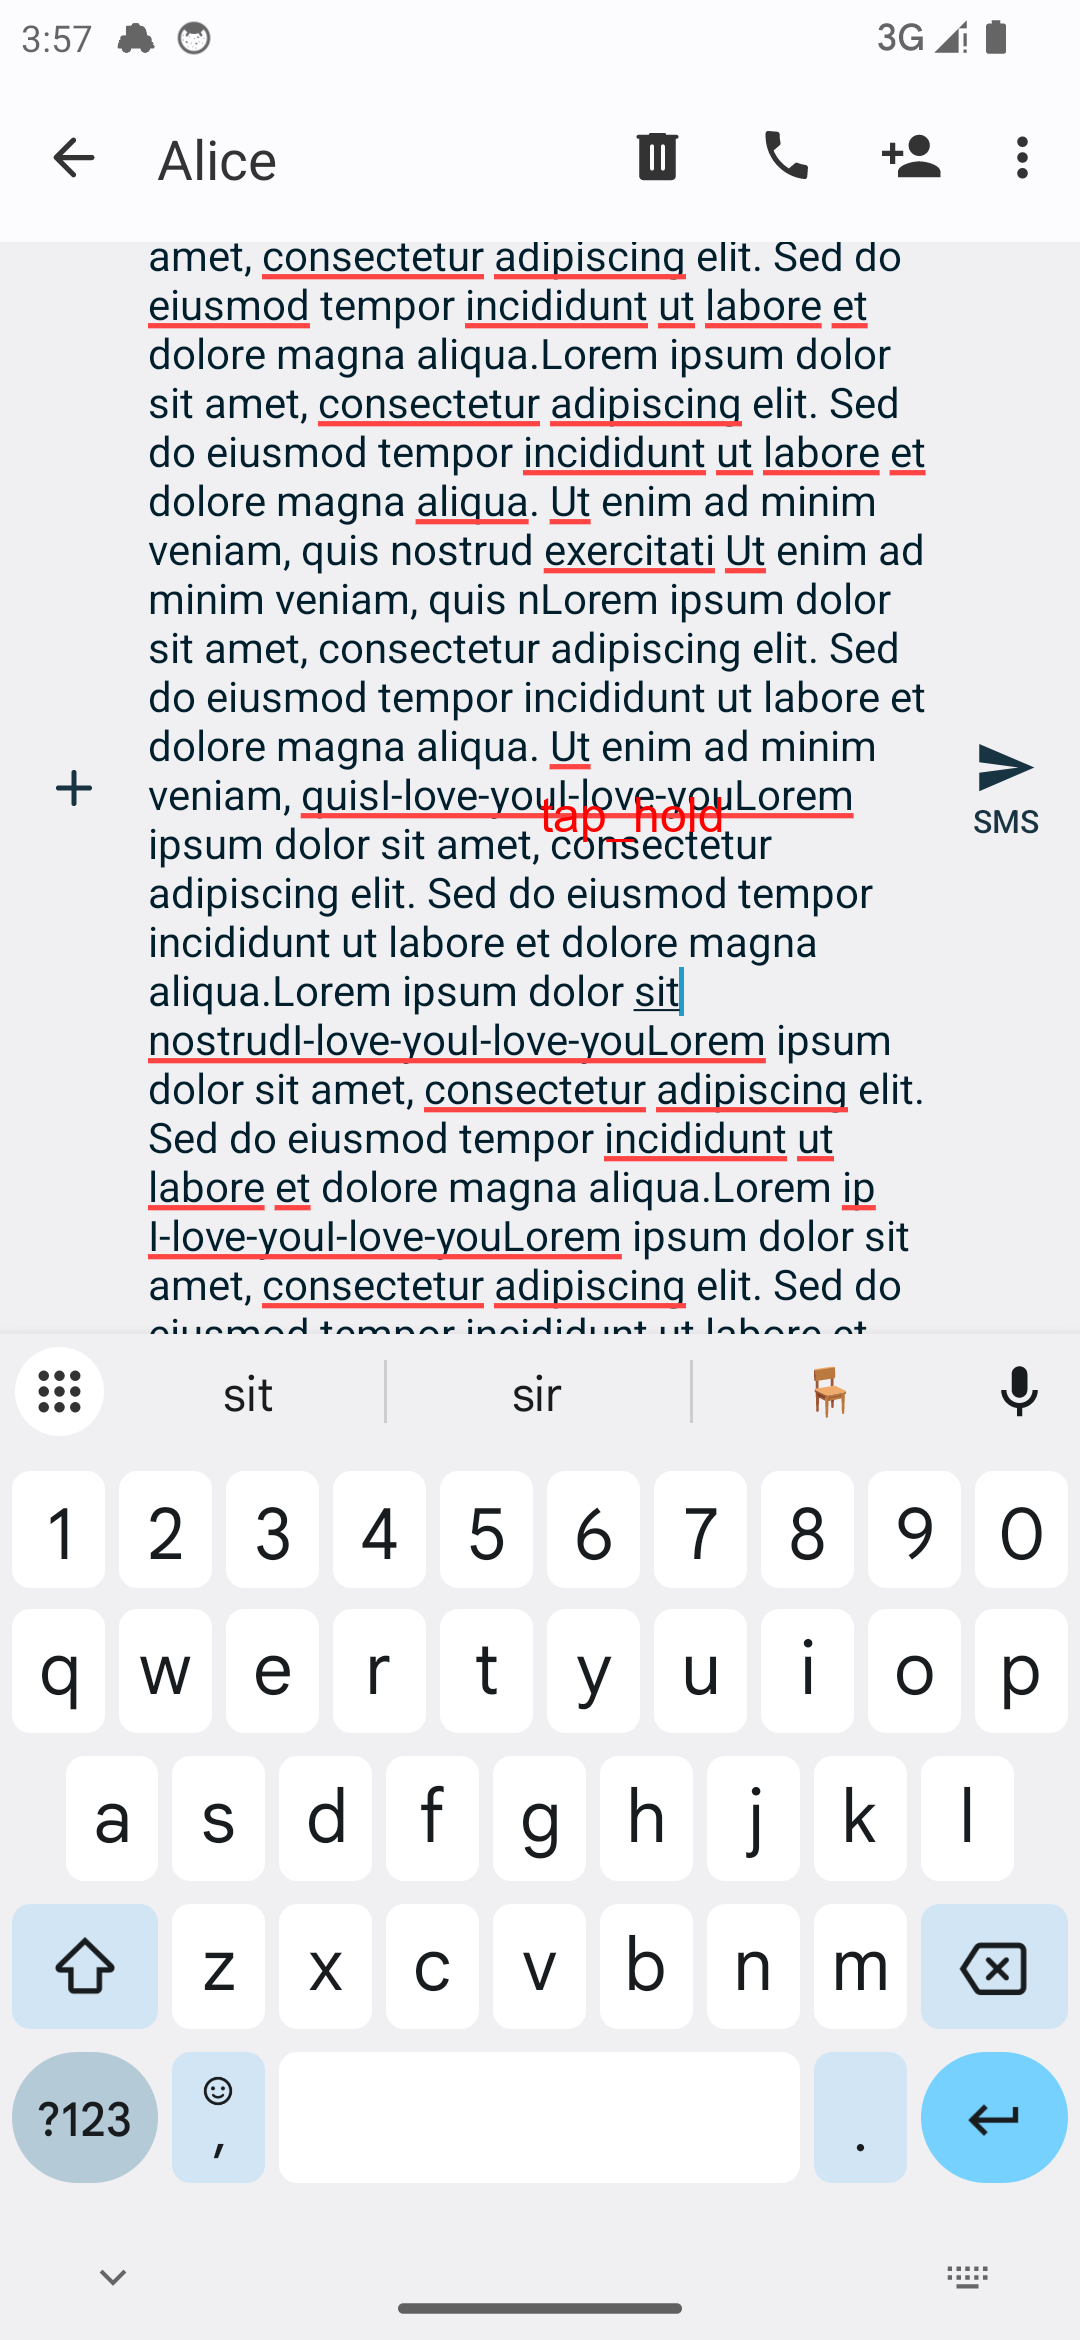 3:57
3G
Alice
amet, consectetur adipiscing elit. Sed do
eiusmod tempor incididunt ut labore et
dolore magna aliqua.Lorem ipsum dolor
sit amet, consectetur adipiscing elit. Sed
do eiusmod tempor incididunt ut labore et
dolore magna aliqua. Ut enim ad minim
veniam, quis nostrud exercitati Ut enim ad
minim veniam, quis nLorem ipsum dolor
sit amet, consectetur adipiscing elit. Sed
do eiusmod tempor incididunt ut labore et
dolore magna aliqua. Ut enim ad minim
veniam, quisI-love-youI-love-youLorem
tap_hold
SMS
ipsum dolor sit amet, consectetur
adipiscing elit. Sed do eiusmod tempor
incididunt ut labore et dolore magna
aliqua.Lorem ipsum dolor sit
nostrudI-love-youI-love-youLorem ipsum
dolor sit amet, consectetur adipiscing elit.
Sed do eiusmod tempor incididunt ut
labore et dolore magna aliqua.Lorem ip
I-love-youI-love-youLorem ipsum dolor sit
amet, consectetur adipiscing elit. Sed do
eiusmod tempor incididunt ut labore et
sit sir
1 2 3 4 5 6 7 8 9 0
q w e r t y u i o p
a s d f g h j k l
z x c v b n m
?123 , .